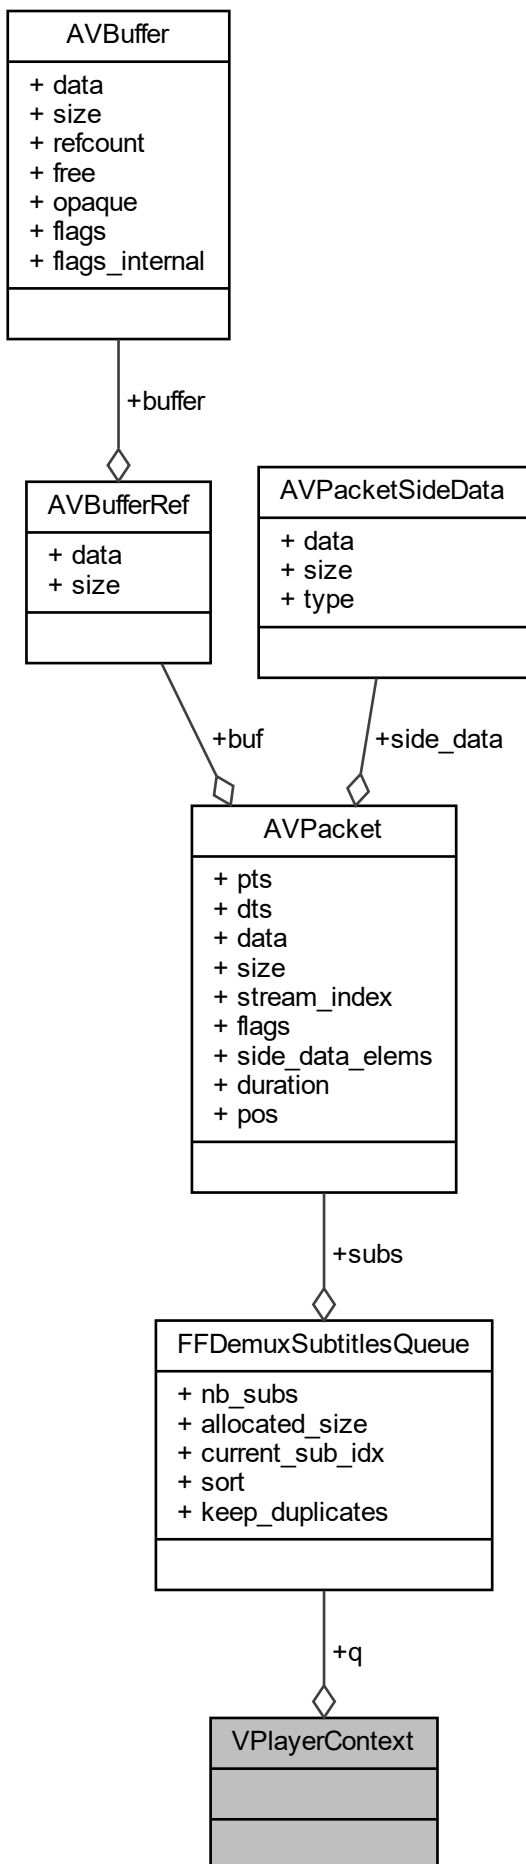 AVBuffer
+ data
+ size
+ refcount
+ free
+ opaque
+ flags
+ flags_internal
+buffer
AVBufferRef
+ data
+ size
AVPacketSideData
+ data
+ size
+ type
+buf
+side_data
AVPacket
+ pts
+ dts
+ data
+ size
+ stream_index
+ flags
+ side_data_elems
+ duration
+ pos
+subs
FFDemuxSubtitlesQueue
+ nb_subs
+ allocated_size
+ current_sub_idx
+ sort
+ keep_duplicates
+q
VPlayerContext